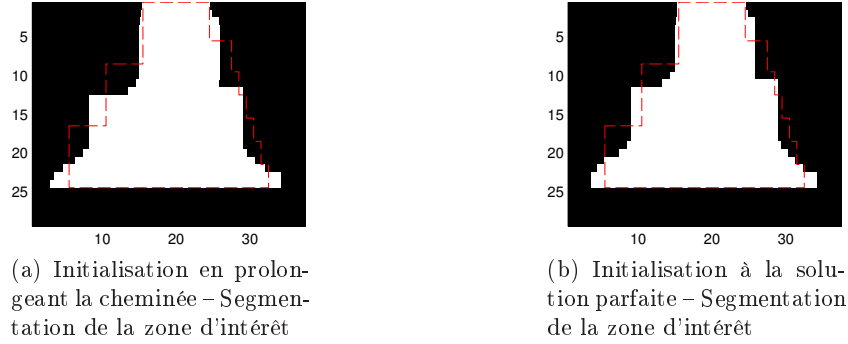 5
10
15
20
25
10 20 30
(a) Initialisation en prolon-
geant la cheminée – Segmen-
tation de la zone d'intérêt
5
10
15
20
25
10 20 30
(b) Initialisation à la solu-
tion parfaite – Segmentation
de la zone d'intérêt